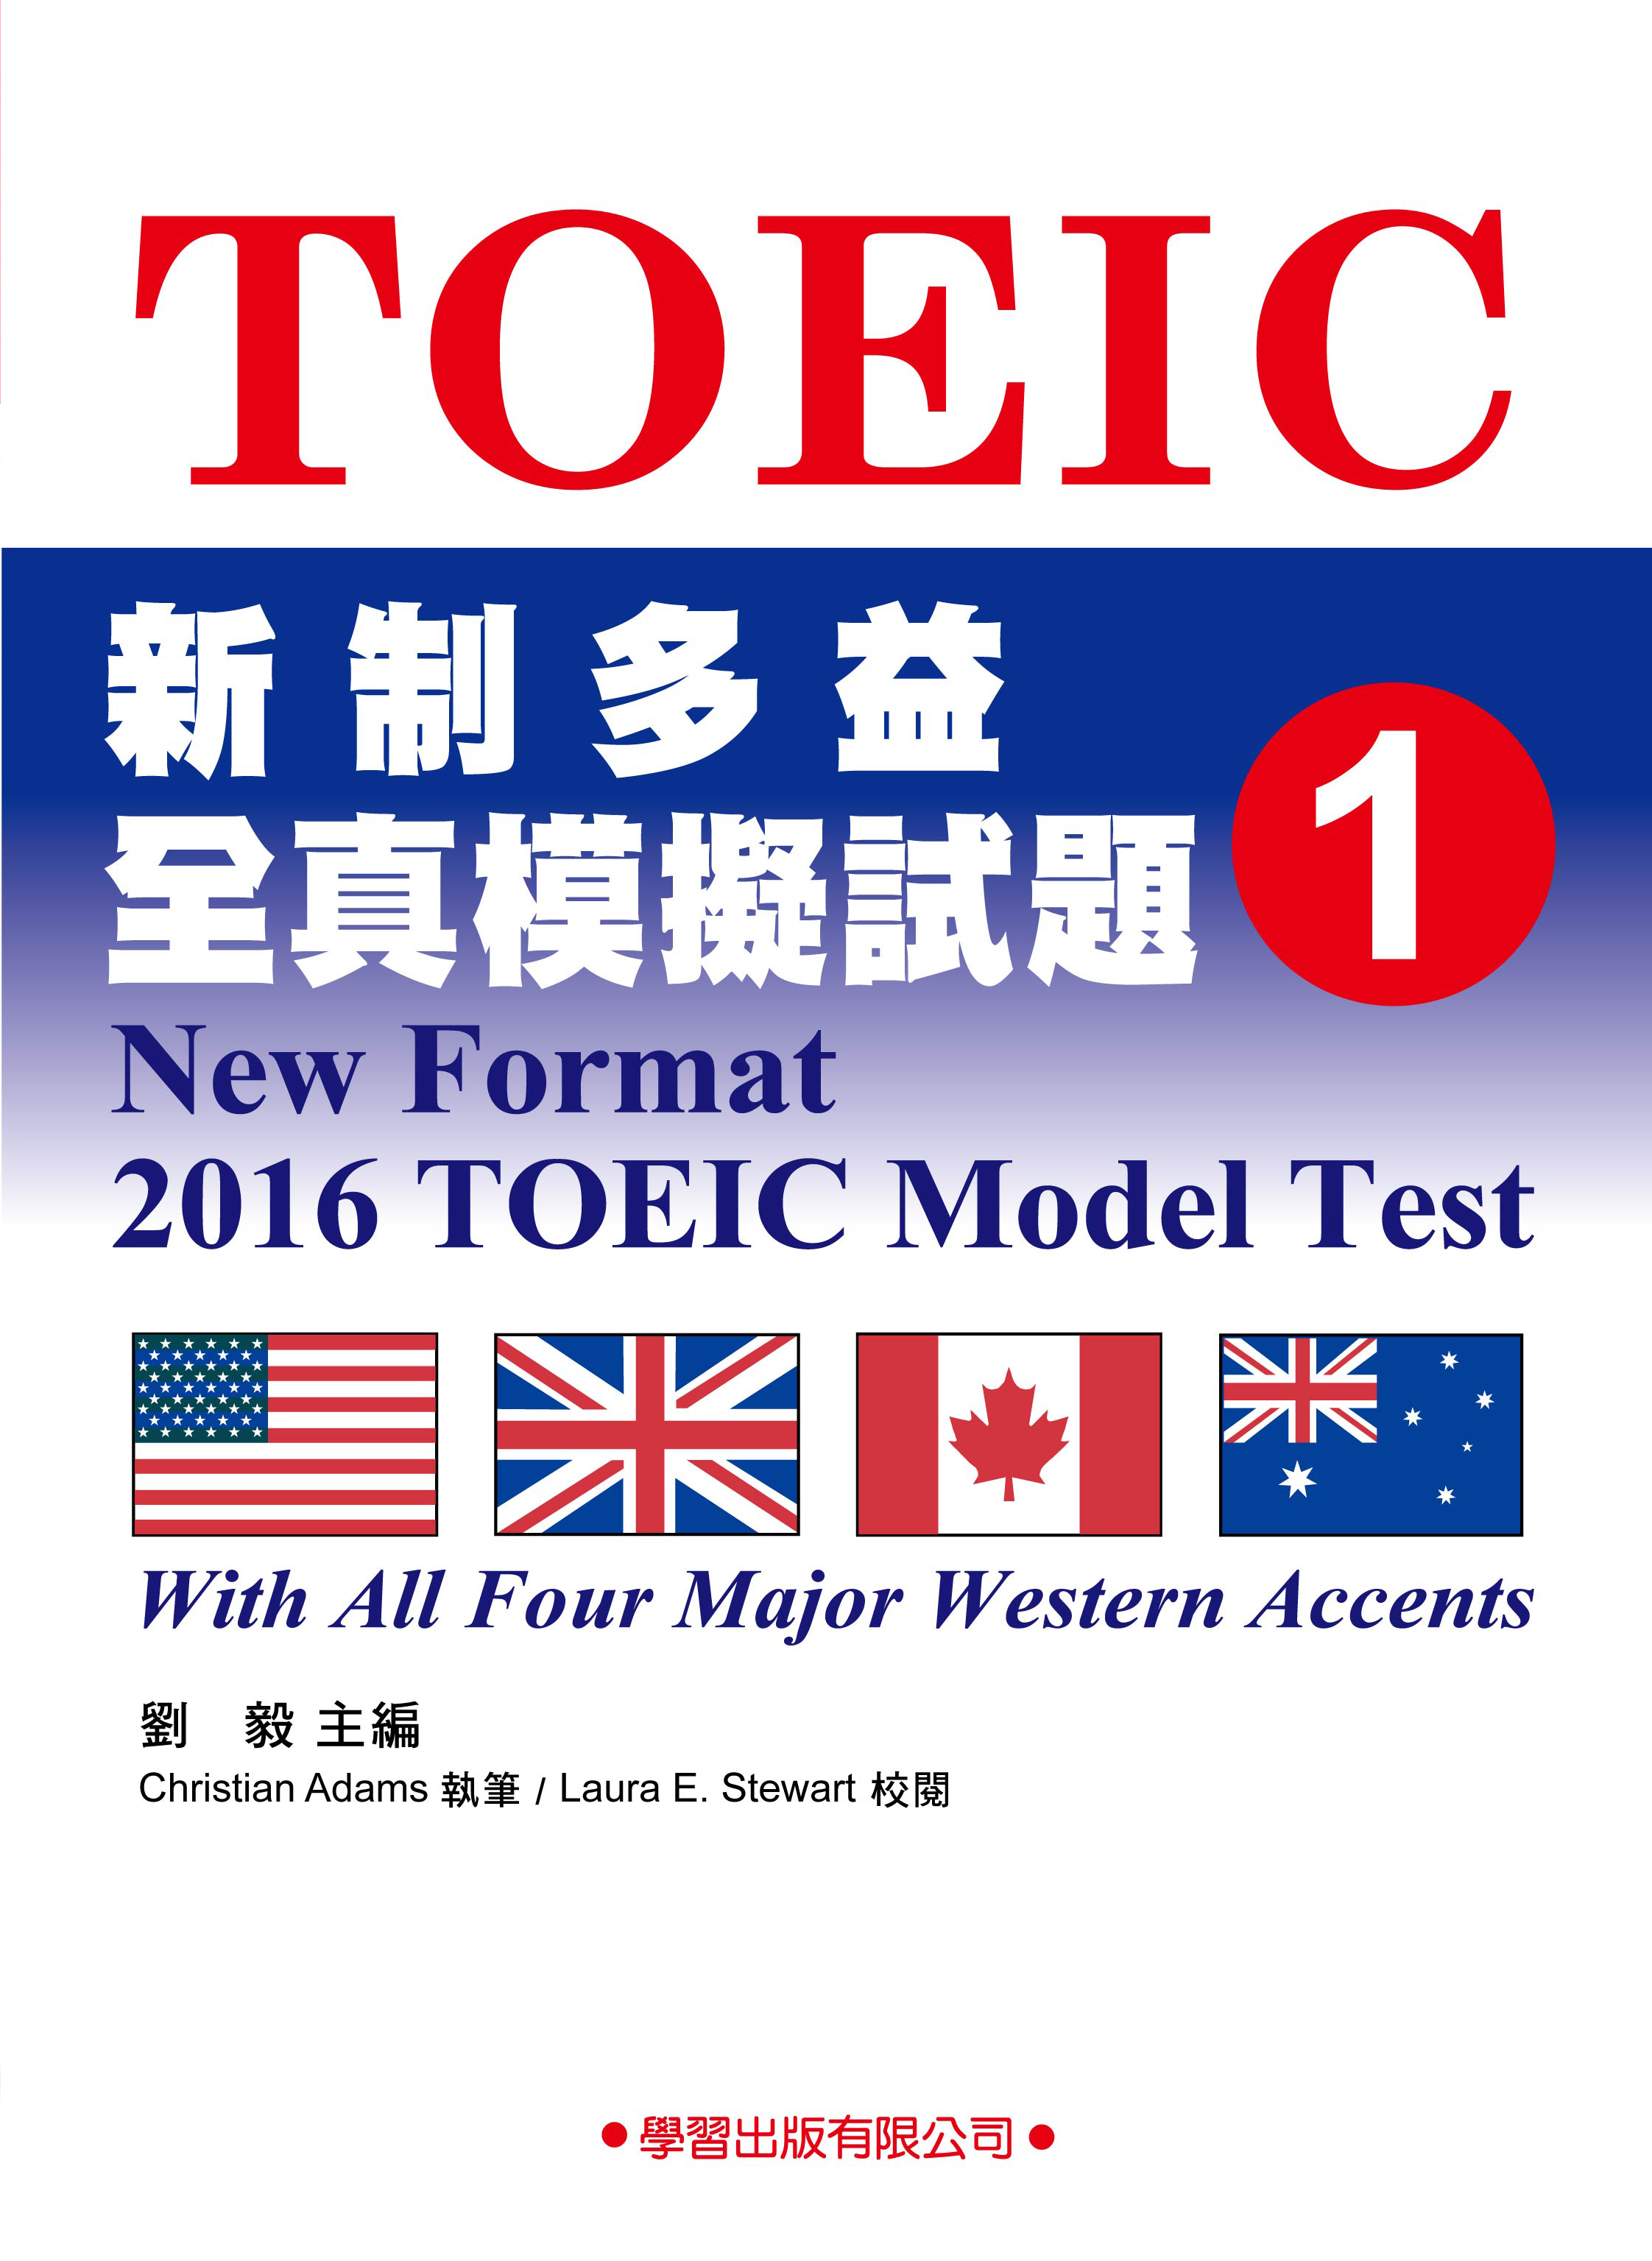 TOEIC
新制多益
全真模擬試題 1
New Format
2016 TOEIC Model Test
With All Four Major Western Accents
劉 毅 主編
Christian Adams 執筆 / Laura E. Stewart 校閱
● 學習出版有限公司 ●